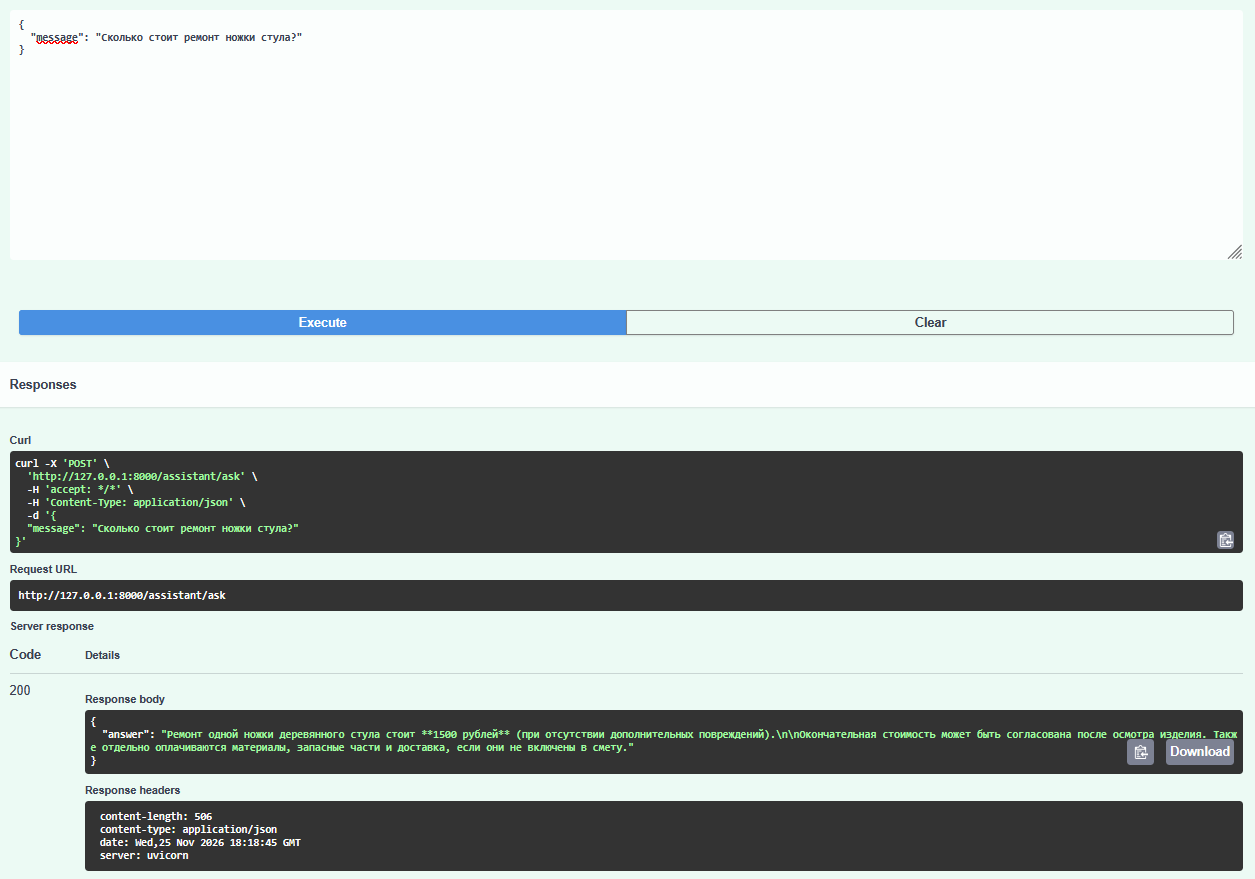 {
  "message": "Сколько стоит ремонт ножки стула?"
}
Execute
Clear
Responses
Curl
curl -X 'POST' \
  'http://127.0.0.1:8000/assistant/ask' \
  -H 'accept: */*' \
  -H 'Content-Type: application/json' \
  -d '{
  "message": "Сколько стоит ремонт ножки стула?"
}'
Request URL
http://127.0.0.1:8000/assistant/ask
Server response
Code Details
200
Response body
{
  "answer": "Ремонт одной ножки деревянного стула стоит **1500 рублей** (при отсутствии дополнительных повреждений).\n\nОкончательная стоимость может быть согласована после осмотра изделия. Такж
е отдельно оплачиваются материалы, запасные части и доставка, если они не включены в смету."
}
Download
Response headers
content-length: 506
content-type: application/json
date: Wed,25 Nov 2026 18:18:45 GMT
server: uvicorn